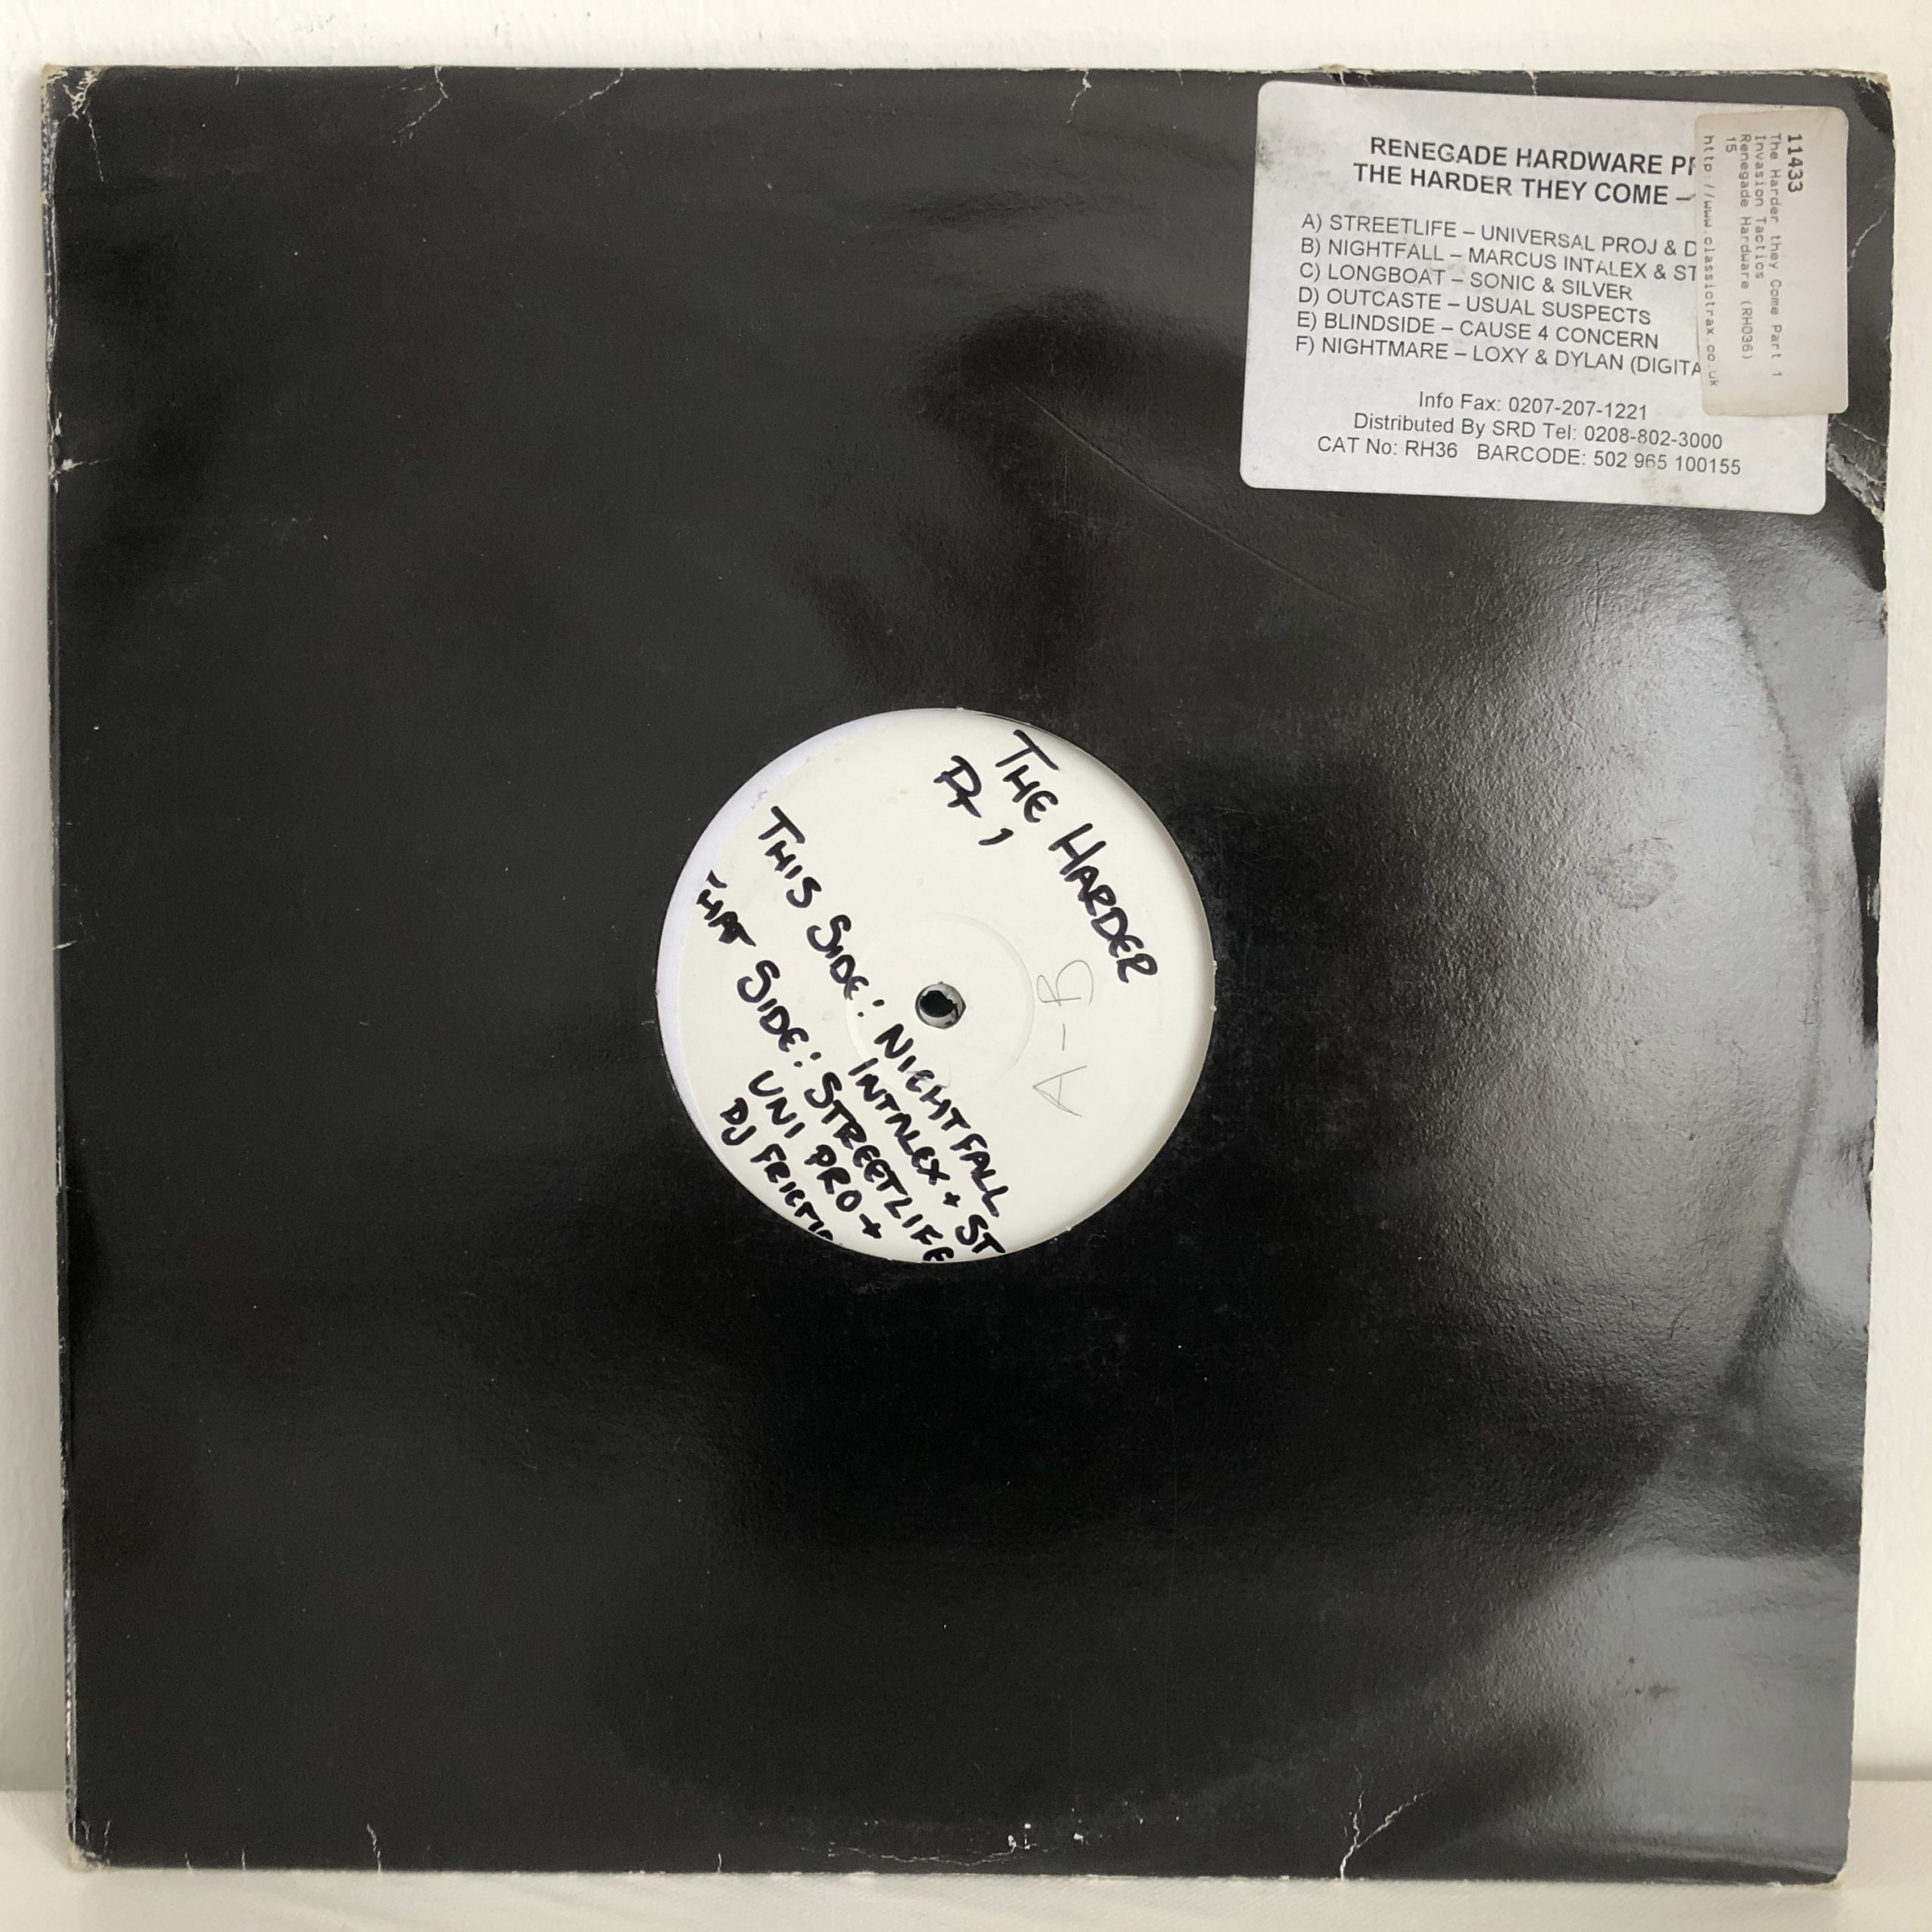 RENEGADE HARDWARE PR
THE HARDER THEY COME –
A) STREETLIFE – UNIVERSAL PROJ & D
B) NIGHTFALL – MARCUS INTALEX & ST
C) LONGBOAT – SONIC & SILVER
D) OUTCASTE – USUAL SUSPECTS
E) BLINDSIDE – CAUSE 4 CONCERN
F) NIGHTMARE – LOXY & DYLAN (DIGITA
Info Fax: 0207-207-1221
Distributed By SRD Tel: 0208-802-3000
CAT No: RH36 BARCODE: 502 965 100155
11433
The Harder they Come Part 1
Invasion Tactics
Renegade Hardware (RH036)
15
http://www.classictrax.co.uk
THE HARDER
Pt 1
A-B
THIS SIDE: NIGHTFALL
INTALEX + ST
THAT SIDE: STREETLIFE
UNI PRO +
DJ FRICTIO